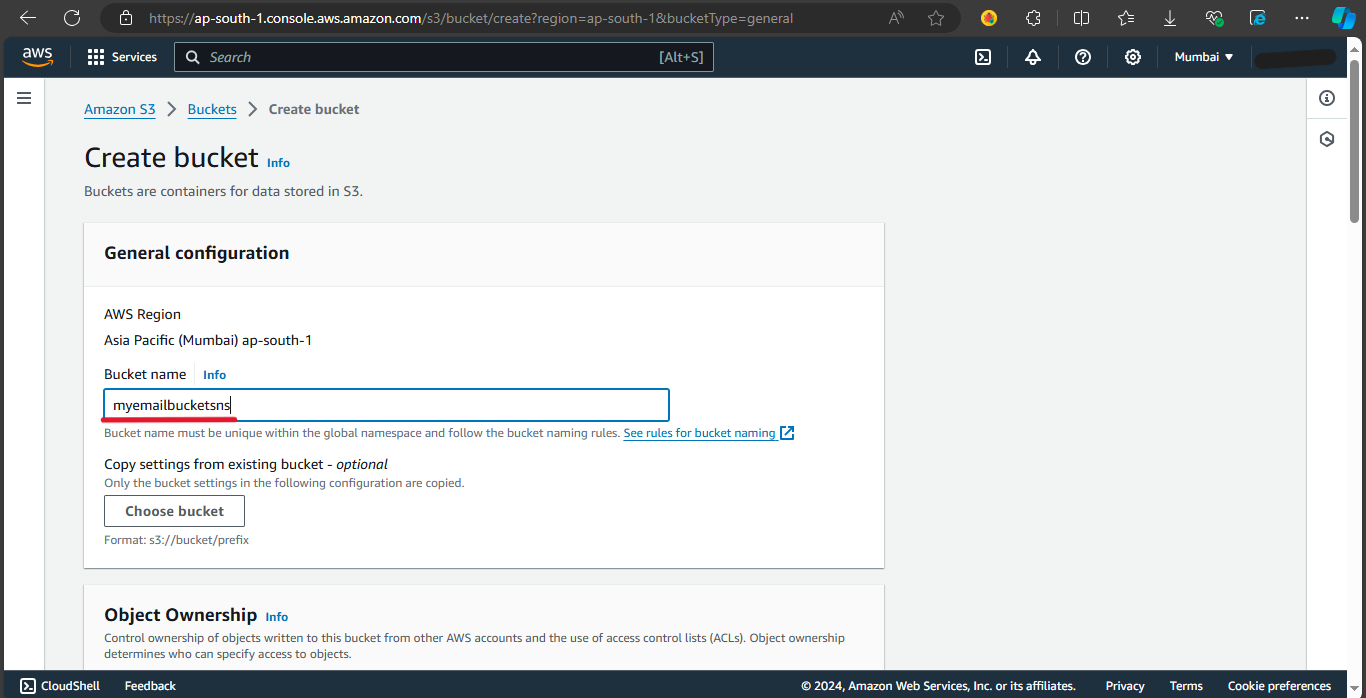 https://ap-south-1.console.aws.amazon.com/s3/bucket/create?region=ap-south-1&bucketType=general
aws
Services
Search
[Alt+S]
Mumbai
Amazon S3
Buckets
Create bucket
Create bucket Info
Buckets are containers for data stored in S3.
General configuration
AWS Region
Asia Pacific (Mumbai) ap-south-1
Bucket name Info
myemailbucketsns
Bucket name must be unique within the global namespace and follow the bucket naming rules. See rules for bucket naming
Copy settings from existing bucket - optional
Only the bucket settings in the following configuration are copied.
Choose bucket
Format: s3://bucket/prefix
Object Ownership Info
Control ownership of objects written to this bucket from other AWS accounts and the use of access control lists (ACLs). Object ownership
determines who can specify access to objects.
CloudShell
Feedback
© 2024, Amazon Web Services, Inc. or its affiliates.
Privacy
Terms
Cookie preferences